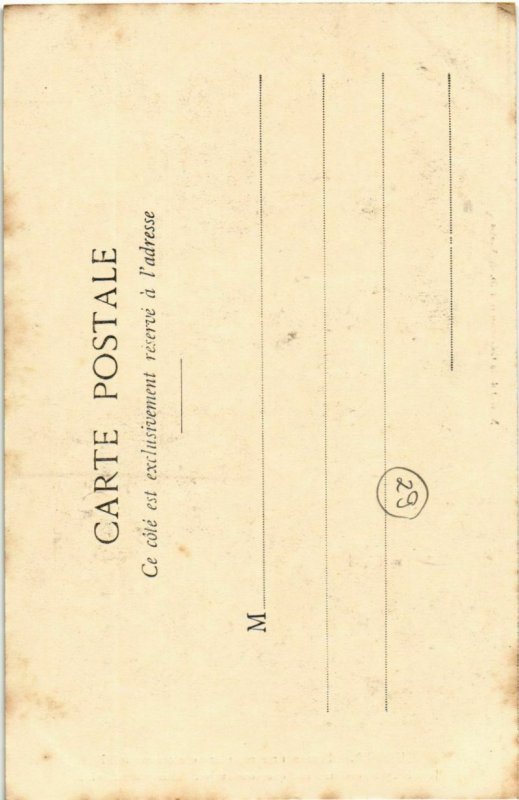 CARTE POSTALE
Ce côté est exclusivement réservé à l'adresse
M
29